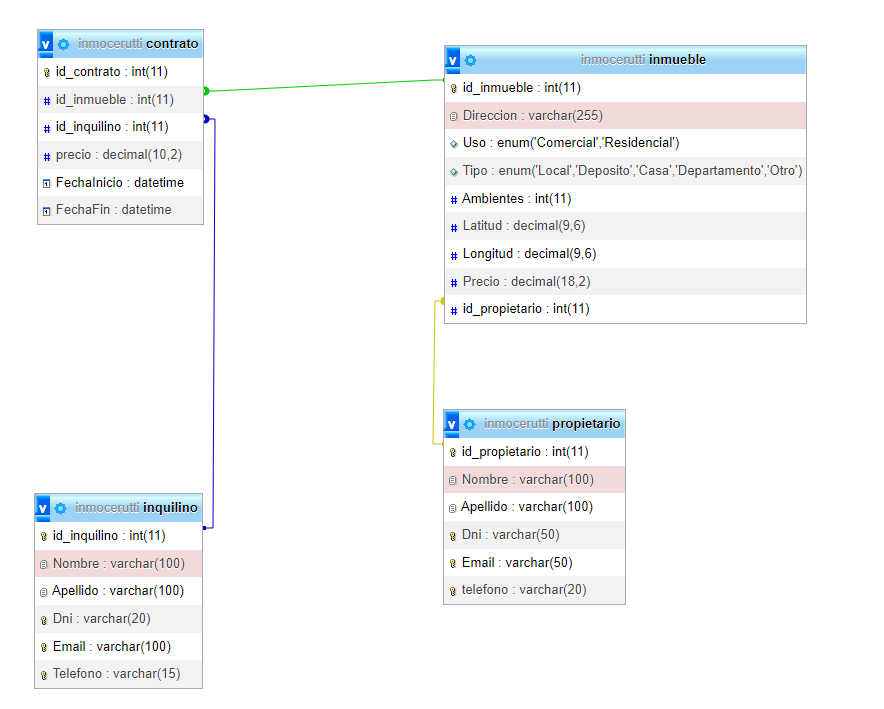 v inmocerutti contrato
id_contrato : int(11)
# id_inmueble : int(11)
# id_inquilino : int(11)
# precio : decimal(10,2)
FechaInicio : datetime
FechaFin : datetime
v inmocerutti inmueble
id_inmueble : int(11)
Direccion : varchar(255)
Uso : enum('Comercial','Residencial')
Tipo : enum('Local','Deposito','Casa','Departamento','Otro')
# Ambientes : int(11)
# Latitud : decimal(9,6)
# Longitud : decimal(9,6)
# Precio : decimal(18,2)
# id_propietario : int(11)
v inmocerutti propietario
id_propietario : int(11)
Nombre : varchar(100)
Apellido : varchar(100)
Dni : varchar(50)
Email : varchar(50)
telefono : varchar(20)
v inmocerutti inquilino
id_inquilino : int(11)
Nombre : varchar(100)
Apellido : varchar(100)
Dni : varchar(20)
Email : varchar(100)
Telefono : varchar(15)